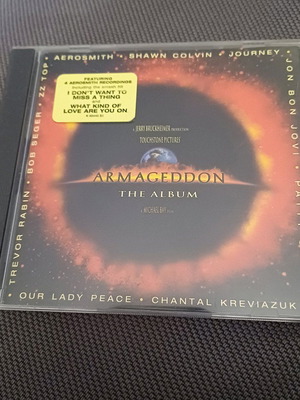 AEROSMITH • SHAWN COLVIN • JOURNEY •
JON BON JOVI •
TREVOR RABIN • BOB SEGER • ZZ TOP •
• OUR LADY PEACE • CHANTAL KREVIAZUK
FEATURING
4 AEROSMITH RECORDINGS
Including the smash hit
I DON'T WANT TO
MISS A THING
and
WHAT KIND OF
LOVE ARE YOU ON
JERRY BRUCKHEIMER
TOUCHSTONE PICTURES
ARMAGEDDON
THE ALBUM
A MICHAEL BAY